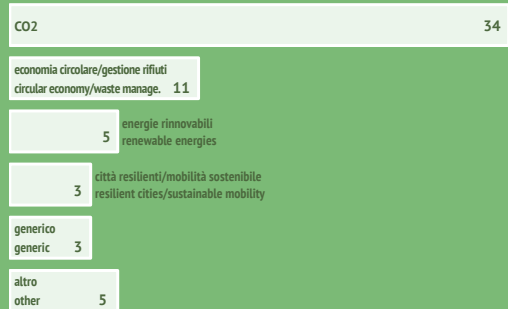 CO2 34
economia circolare/gestione rifiuti
circular economy/waste manage. 11
energie rinnovabili
5 renewable energies
città resilienti/mobilità sostenibile
3 resilient cities/sustainable mobility
generico
generic 3
altro
other 5